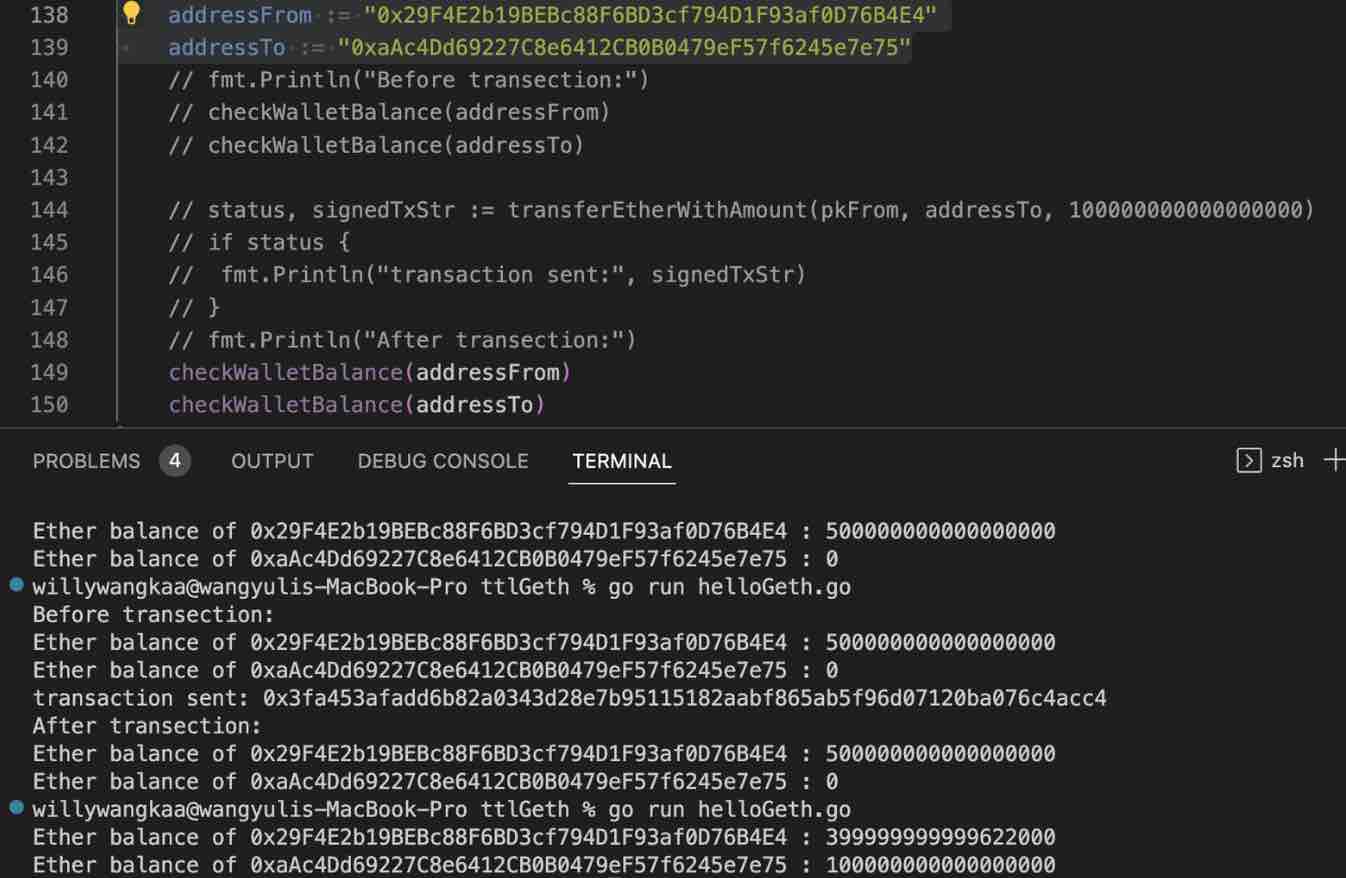 138 addressFrom := "0x29F4E2b19BEBc88F6BD3cf794D1F93af0D76B4E4"
139 addressTo := "0xaAc4Dd69227C8e6412CB0B0479eF57f6245e7e75"
140 // fmt.Println("Before transection:")
141 // checkWalletBalance(addressFrom)
142 // checkWalletBalance(addressTo)
143
144 // status, signedTxStr := transferEtherWithAmount(pkFrom, addressTo, 100000000000000000)
145 // if status {
146 //  fmt.Println("transaction sent:", signedTxStr)
147 // }
148 // fmt.Println("After transection:")
149 checkWalletBalance(addressFrom)
150 checkWalletBalance(addressTo)
PROBLEMS 4 OUTPUT DEBUG CONSOLE TERMINAL zsh
Ether balance of 0x29F4E2b19BEBc88F6BD3cf794D1F93af0D76B4E4 : 500000000000000000
Ether balance of 0xaAc4Dd69227C8e6412CB0B0479eF57f6245e7e75 : 0
willywangkaa@wangyulis-MacBook-Pro ttlGeth % go run helloGeth.go
Before transection:
Ether balance of 0x29F4E2b19BEBc88F6BD3cf794D1F93af0D76B4E4 : 500000000000000000
Ether balance of 0xaAc4Dd69227C8e6412CB0B0479eF57f6245e7e75 : 0
transaction sent: 0x3fa453afadd6b82a0343d28e7b95115182aabf865ab5f96d07120ba076c4acc4
After transection:
Ether balance of 0x29F4E2b19BEBc88F6BD3cf794D1F93af0D76B4E4 : 500000000000000000
Ether balance of 0xaAc4Dd69227C8e6412CB0B0479eF57f6245e7e75 : 0
willywangkaa@wangyulis-MacBook-Pro ttlGeth % go run helloGeth.go
Ether balance of 0x29F4E2b19BEBc88F6BD3cf794D1F93af0D76B4E4 : 399999999999622000
Ether balance of 0xaAc4Dd69227C8e6412CB0B0479eF57f6245e7e75 : 100000000000000000